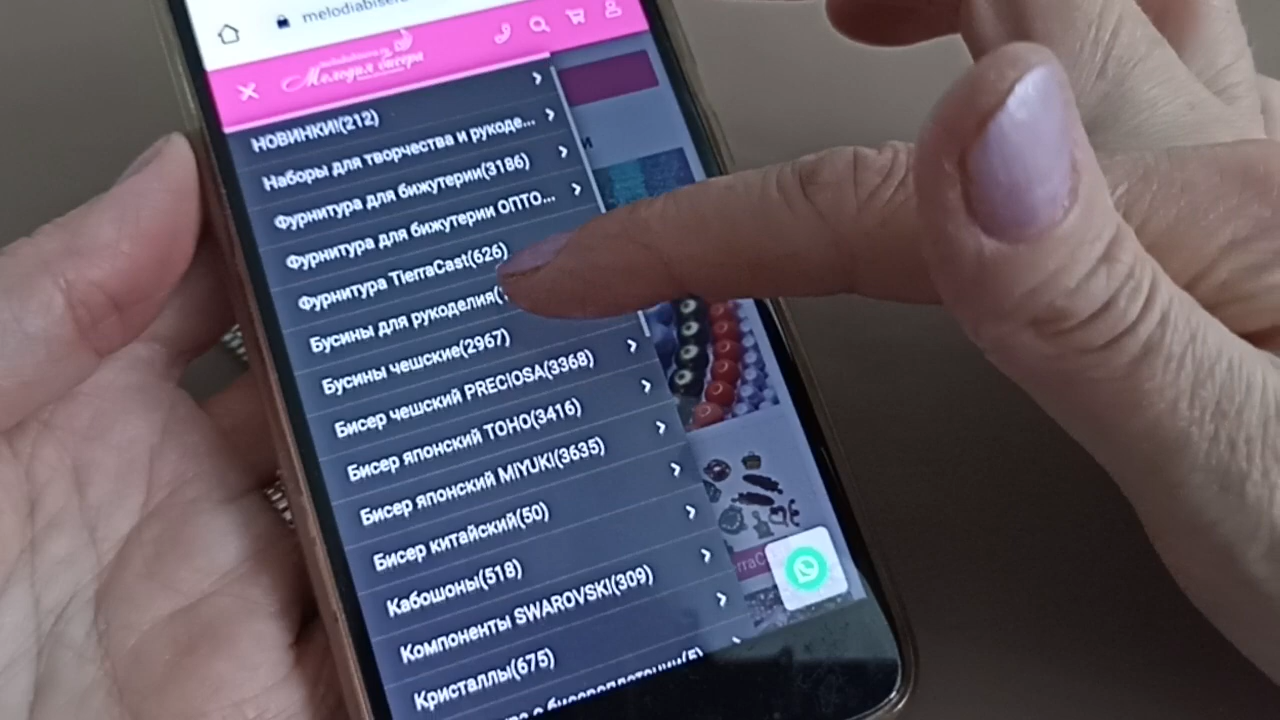 Мелодия бисера
НОВИНКИ!(212)
Наборы для творчества и рукоде...
Фурнитура для бижутерии(3186)
Фурнитура для бижутерии ОПТО...
Фурнитура TierraCast(626)
Бусины для рукоделия(
Бусины чешские(2967)
Бисер чешский PRECIOSA(3368)
Бисер японский TOHO(3416)
Бисер японский MIYUKI(3635)
Бисер китайский(50)
Кабошоны(518)
Компоненты SWAROVSKI(309)
Кристаллы(675)